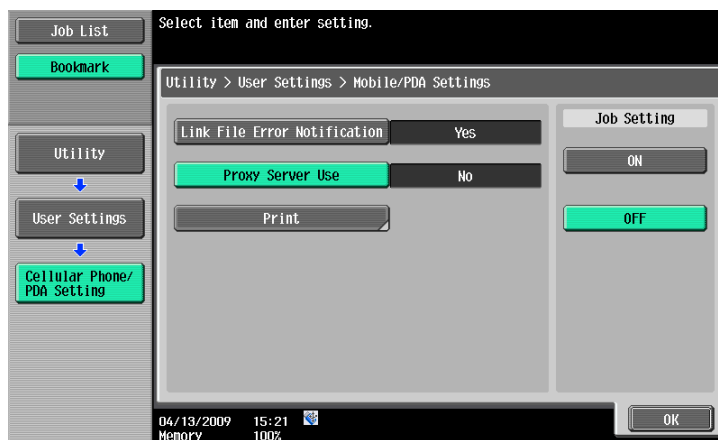 Job List
Bookmark
Utility
User Settings
Cellular Phone/
PDA Setting
Select item and enter setting.
Utility > User Settings > Mobile/PDA Settings
Link File Error Notification Yes
Proxy Server Use No
Print
Job Setting
ON
OFF
04/13/2009 15:21
Memory 100%
OK